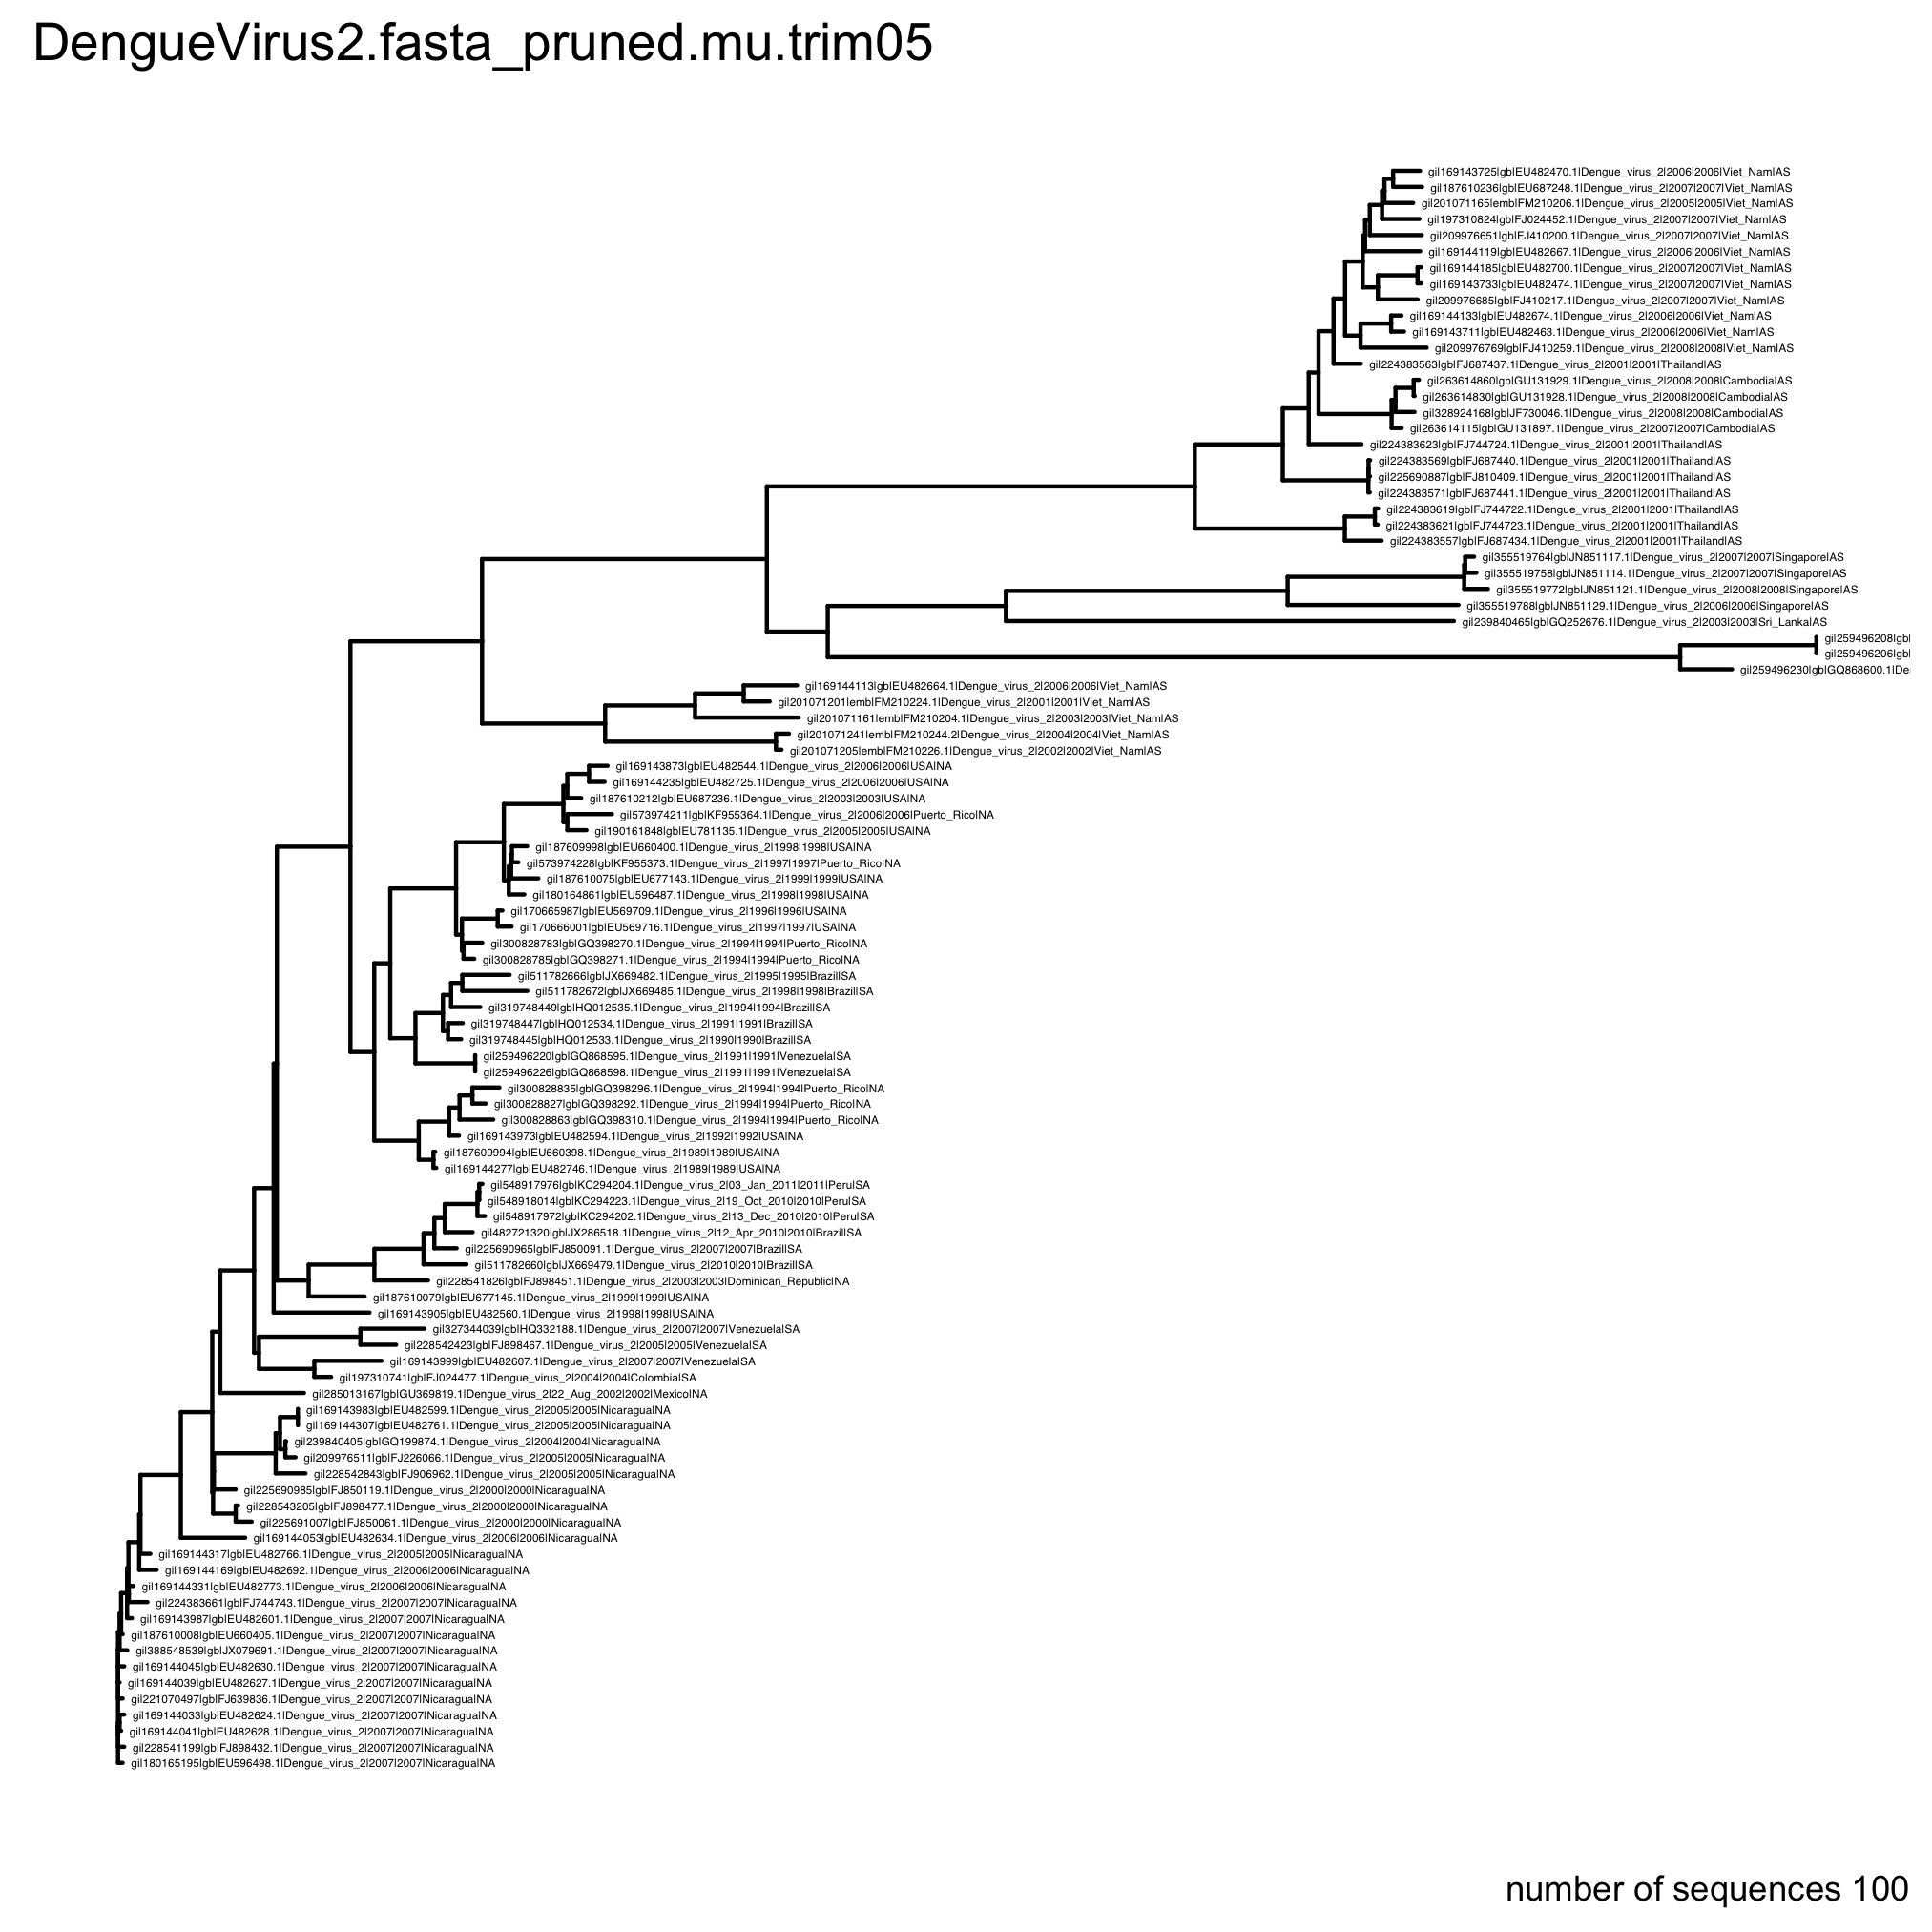 DengueVirus2.fasta_pruned.mu.trim05
gi|169143725|gb|EU482470.1|Dengue_virus_2|2006|2006|Viet_Nam|AS
gi|187610236|gb|EU687248.1|Dengue_virus_2|2007|2007|Viet_Nam|AS
gi|201071165|emb|FM210206.1|Dengue_virus_2|2005|2005|Viet_Nam|AS
gi|197310824|gb|FJ024452.1|Dengue_virus_2|2007|2007|Viet_Nam|AS
gi|209976651|gb|FJ410200.1|Dengue_virus_2|2007|2007|Viet_Nam|AS
gi|169144119|gb|EU482667.1|Dengue_virus_2|2006|2006|Viet_Nam|AS
gi|169144185|gb|EU482700.1|Dengue_virus_2|2007|2007|Viet_Nam|AS
gi|169143733|gb|EU482474.1|Dengue_virus_2|2007|2007|Viet_Nam|AS
gi|209976685|gb|FJ410217.1|Dengue_virus_2|2007|2007|Viet_Nam|AS
gi|169144133|gb|EU482674.1|Dengue_virus_2|2006|2006|Viet_Nam|AS
gi|169143711|gb|EU482463.1|Dengue_virus_2|2006|2006|Viet_Nam|AS
gi|209976769|gb|FJ410259.1|Dengue_virus_2|2008|2008|Viet_Nam|AS
gi|224383563|gb|FJ687437.1|Dengue_virus_2|2001|2001|Thailand|AS
gi|263614860|gb|GU131929.1|Dengue_virus_2|2008|2008|Cambodia|AS
gi|263614830|gb|GU131928.1|Dengue_virus_2|2008|2008|Cambodia|AS
gi|328924168|gb|JF730046.1|Dengue_virus_2|2008|2008|Cambodia|AS
gi|263614115|gb|GU131897.1|Dengue_virus_2|2007|2007|Cambodia|AS
gi|224383623|gb|FJ744724.1|Dengue_virus_2|2001|2001|Thailand|AS
gi|224383569|gb|FJ687440.1|Dengue_virus_2|2001|2001|Thailand|AS
gi|225690887|gb|FJ810409.1|Dengue_virus_2|2001|2001|Thailand|AS
gi|224383571|gb|FJ687441.1|Dengue_virus_2|2001|2001|Thailand|AS
gi|224383619|gb|FJ744722.1|Dengue_virus_2|2001|2001|Thailand|AS
gi|224383621|gb|FJ744723.1|Dengue_virus_2|2001|2001|Thailand|AS
gi|224383557|gb|FJ687434.1|Dengue_virus_2|2001|2001|Thailand|AS
gi|355519764|gb|JN851117.1|Dengue_virus_2|2007|2007|Singapore|AS
gi|355519758|gb|JN851114.1|Dengue_virus_2|2007|2007|Singapore|AS
gi|355519772|gb|JN851121.1|Dengue_virus_2|2008|2008|Singapore|AS
gi|355519788|gb|JN851129.1|Dengue_virus_2|2006|2006|Singapore|AS
gi|239840465|gb|GQ252676.1|Dengue_virus_2|2003|2003|Sri_Lanka|AS
gi|259496208|gb|
gi|259496206|gb|
gi|259496230|gb|GQ868600.1|De
gi|169144113|gb|EU482664.1|Dengue_virus_2|2006|2006|Viet_Nam|AS
gi|201071201|emb|FM210224.1|Dengue_virus_2|2001|2001|Viet_Nam|AS
gi|201071161|emb|FM210204.1|Dengue_virus_2|2003|2003|Viet_Nam|AS
gi|201071241|emb|FM210244.2|Dengue_virus_2|2004|2004|Viet_Nam|AS
gi|201071205|emb|FM210226.1|Dengue_virus_2|2002|2002|Viet_Nam|AS
gi|169143873|gb|EU482544.1|Dengue_virus_2|2006|2006|USA|NA
gi|169144235|gb|EU482725.1|Dengue_virus_2|2006|2006|USA|NA
gi|187610212|gb|EU687236.1|Dengue_virus_2|2003|2003|USA|NA
gi|573974211|gb|KF955364.1|Dengue_virus_2|2006|2006|Puerto_Rico|NA
gi|190161848|gb|EU781135.1|Dengue_virus_2|2005|2005|USA|NA
gi|187609998|gb|EU660400.1|Dengue_virus_2|1998|1998|USA|NA
gi|573974228|gb|KF955373.1|Dengue_virus_2|1997|1997|Puerto_Rico|NA
gi|187610075|gb|EU677143.1|Dengue_virus_2|1999|1999|USA|NA
gi|180164861|gb|EU596487.1|Dengue_virus_2|1998|1998|USA|NA
gi|170665987|gb|EU569709.1|Dengue_virus_2|1996|1996|USA|NA
gi|170666001|gb|EU569716.1|Dengue_virus_2|1997|1997|USA|NA
gi|300828783|gb|GQ398270.1|Dengue_virus_2|1994|1994|Puerto_Rico|NA
gi|300828785|gb|GQ398271.1|Dengue_virus_2|1994|1994|Puerto_Rico|NA
gi|511782666|gb|JX669482.1|Dengue_virus_2|1995|1995|Brazil|SA
gi|511782672|gb|JX669485.1|Dengue_virus_2|1998|1998|Brazil|SA
gi|319748449|gb|HQ012535.1|Dengue_virus_2|1994|1994|Brazil|SA
gi|319748447|gb|HQ012534.1|Dengue_virus_2|1991|1991|Brazil|SA
gi|319748445|gb|HQ012533.1|Dengue_virus_2|1990|1990|Brazil|SA
gi|259496220|gb|GQ868595.1|Dengue_virus_2|1991|1991|Venezuela|SA
gi|259496226|gb|GQ868598.1|Dengue_virus_2|1991|1991|Venezuela|SA
gi|300828835|gb|GQ398296.1|Dengue_virus_2|1994|1994|Puerto_Rico|NA
gi|300828827|gb|GQ398292.1|Dengue_virus_2|1994|1994|Puerto_Rico|NA
gi|300828863|gb|GQ398310.1|Dengue_virus_2|1994|1994|Puerto_Rico|NA
gi|169143973|gb|EU482594.1|Dengue_virus_2|1992|1992|USA|NA
gi|187609994|gb|EU660398.1|Dengue_virus_2|1989|1989|USA|NA
gi|169144277|gb|EU482746.1|Dengue_virus_2|1989|1989|USA|NA
gi|548917976|gb|KC294204.1|Dengue_virus_2|03_Jan_2011|2011|Peru|SA
gi|548918014|gb|KC294223.1|Dengue_virus_2|19_Oct_2010|2010|Peru|SA
gi|548917972|gb|KC294202.1|Dengue_virus_2|13_Dec_2010|2010|Peru|SA
gi|482721320|gb|JX286518.1|Dengue_virus_2|12_Apr_2010|2010|Brazil|SA
gi|225690965|gb|FJ850091.1|Dengue_virus_2|2007|2007|Brazil|SA
gi|511782660|gb|JX669479.1|Dengue_virus_2|2010|2010|Brazil|SA
gi|228541826|gb|FJ898451.1|Dengue_virus_2|2003|2003|Dominican_Republic|NA
gi|187610079|gb|EU677145.1|Dengue_virus_2|1999|1999|USA|NA
gi|169143905|gb|EU482560.1|Dengue_virus_2|1998|1998|USA|NA
gi|327344039|gb|HQ332188.1|Dengue_virus_2|2007|2007|Venezuela|SA
gi|228542423|gb|FJ898467.1|Dengue_virus_2|2005|2005|Venezuela|SA
gi|169143999|gb|EU482607.1|Dengue_virus_2|2007|2007|Venezuela|SA
gi|197310741|gb|FJ024477.1|Dengue_virus_2|2004|2004|Colombia|SA
gi|285013167|gb|GU369819.1|Dengue_virus_2|22_Aug_2002|2002|Mexico|NA
gi|169143983|gb|EU482599.1|Dengue_virus_2|2005|2005|Nicaragua|NA
gi|169144307|gb|EU482761.1|Dengue_virus_2|2005|2005|Nicaragua|NA
gi|239840405|gb|GQ199874.1|Dengue_virus_2|2004|2004|Nicaragua|NA
gi|209976511|gb|FJ226066.1|Dengue_virus_2|2005|2005|Nicaragua|NA
gi|228542843|gb|FJ906962.1|Dengue_virus_2|2005|2005|Nicaragua|NA
gi|225690985|gb|FJ850119.1|Dengue_virus_2|2000|2000|Nicaragua|NA
gi|228543205|gb|FJ898477.1|Dengue_virus_2|2000|2000|Nicaragua|NA
gi|225691007|gb|FJ850061.1|Dengue_virus_2|2000|2000|Nicaragua|NA
gi|169144053|gb|EU482634.1|Dengue_virus_2|2006|2006|Nicaragua|NA
gi|169144317|gb|EU482766.1|Dengue_virus_2|2005|2005|Nicaragua|NA
gi|169144169|gb|EU482692.1|Dengue_virus_2|2006|2006|Nicaragua|NA
gi|169144331|gb|EU482773.1|Dengue_virus_2|2006|2006|Nicaragua|NA
gi|224383661|gb|FJ744743.1|Dengue_virus_2|2007|2007|Nicaragua|NA
gi|169143987|gb|EU482601.1|Dengue_virus_2|2007|2007|Nicaragua|NA
gi|187610008|gb|EU660405.1|Dengue_virus_2|2007|2007|Nicaragua|NA
gi|388548539|gb|JX079691.1|Dengue_virus_2|2007|2007|Nicaragua|NA
gi|169144045|gb|EU482630.1|Dengue_virus_2|2007|2007|Nicaragua|NA
gi|169144039|gb|EU482627.1|Dengue_virus_2|2007|2007|Nicaragua|NA
gi|221070497|gb|FJ639836.1|Dengue_virus_2|2007|2007|Nicaragua|NA
gi|169144033|gb|EU482624.1|Dengue_virus_2|2007|2007|Nicaragua|NA
gi|169144041|gb|EU482628.1|Dengue_virus_2|2007|2007|Nicaragua|NA
gi|228541199|gb|FJ898432.1|Dengue_virus_2|2007|2007|Nicaragua|NA
gi|180165195|gb|EU596498.1|Dengue_virus_2|2007|2007|Nicaragua|NA
number of sequences 100